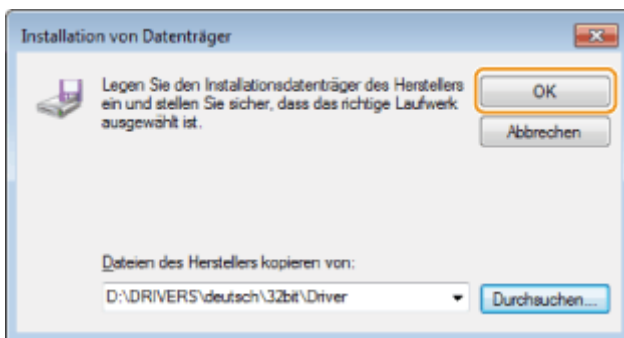 Installation von Datenträger
Legen Sie den Installationsdatenträger des Herstellers
ein und stellen Sie sicher, dass das richtige Laufwerk
ausgewählt ist.
OK
Abbrechen
Dateien des Herstellers kopieren von:
D:\DRIVERS\deutsch\32bit\Driver
Durchsuchen...